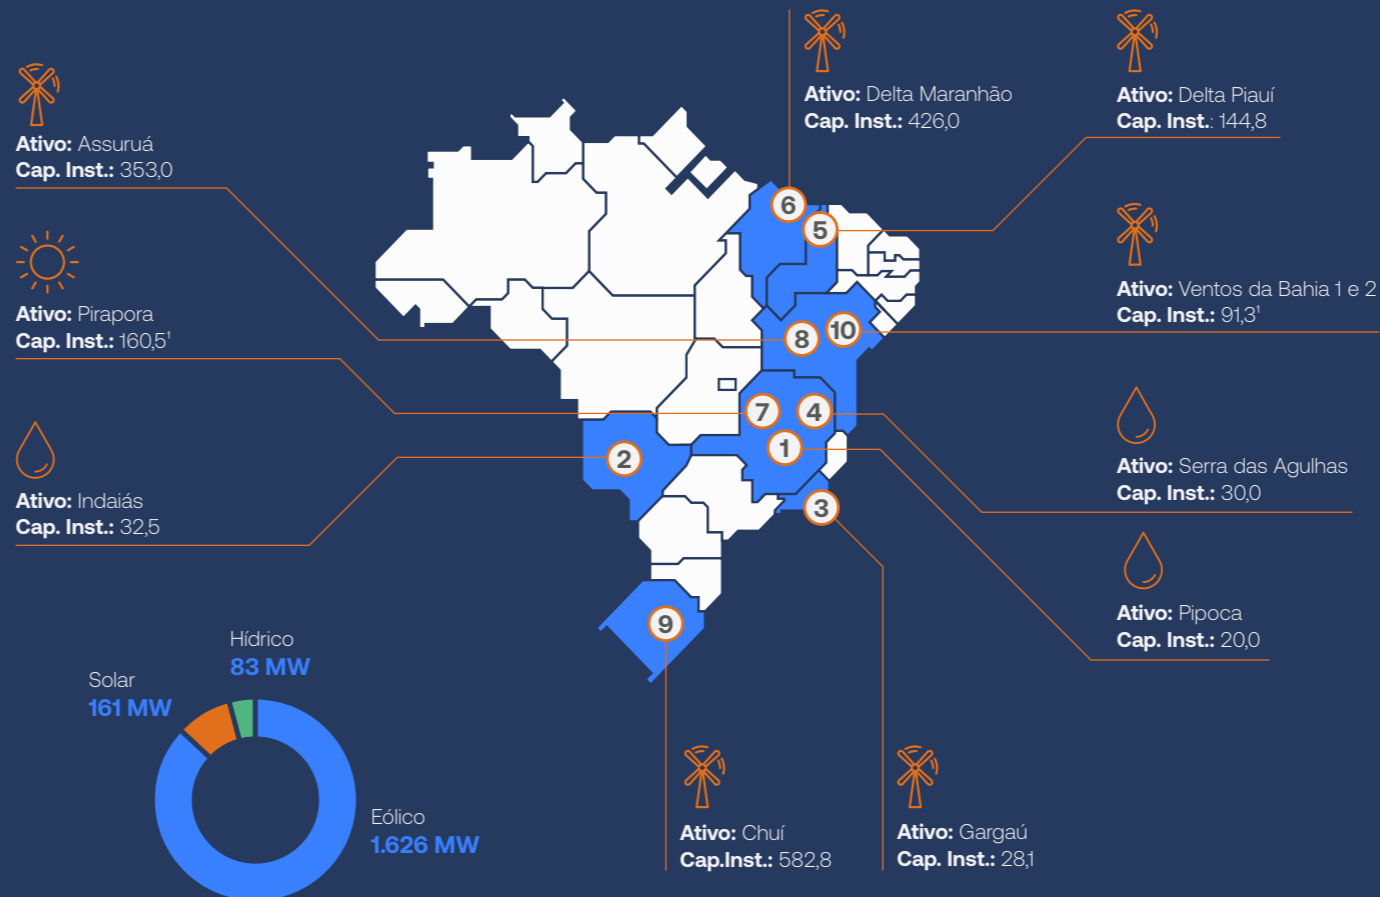 Ativo: Delta Maranhão
Cap. Inst.: 426,0
Ativo: Delta Piauí
Cap. Inst.: 144,8
Ativo: Assuruá
Cap. Inst.: 353,0
Ativo: Ventos da Bahia 1 e 2
Cap. Inst.: 91,3¹
Ativo: Pirapora
Cap. Inst.: 160,5¹
Ativo: Serra das Agulhas
Cap. Inst.: 30,0
Ativo: Indaiás
Cap. Inst.: 32,5
Ativo: Pipoca
Cap. Inst.: 20,0
6
5
8
10
7
4
1
2
3
9
Hídrico
83 MW
Solar
161 MW
Eólico
1.626 MW
Ativo: Chuí
Cap.Inst.: 582,8
Ativo: Gargaú
Cap. Inst.: 28,1